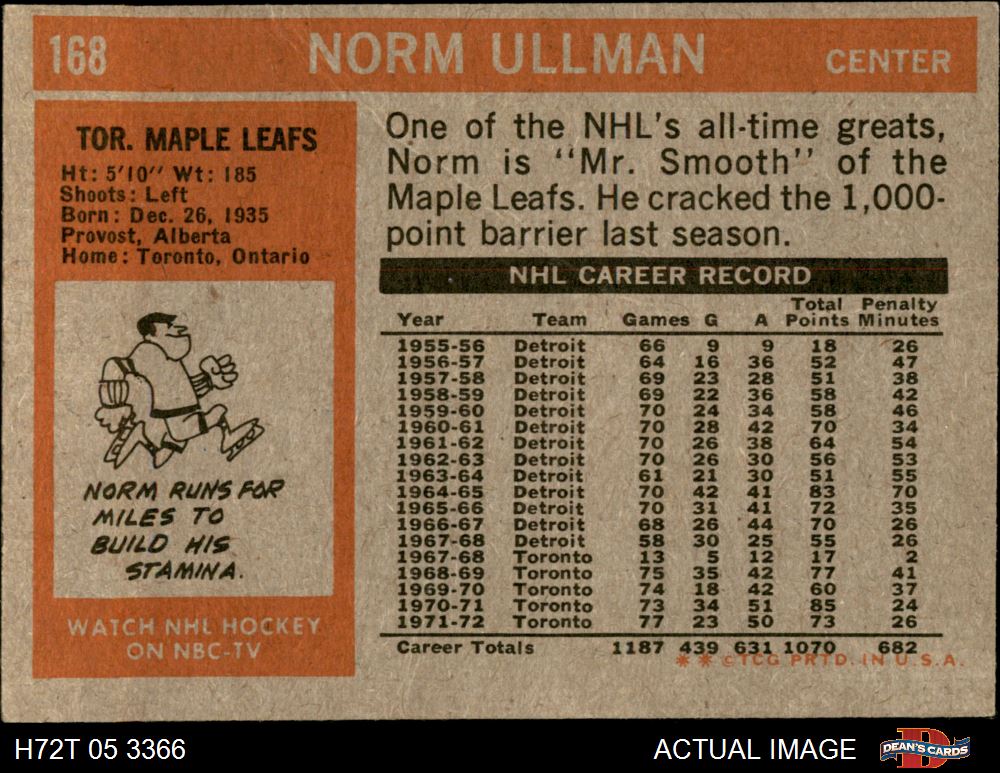 168 NORM ULLMAN CENTER
TOR. MAPLE LEAFS
Ht: 5'10" Wt: 185
Shoots: Left
Born: Dec. 26, 1935
Provost, Alberta
Home: Toronto, Ontario
NORM RUNS FOR
MILES TO
BUILD HIS
STAMINA.
WATCH NHL HOCKEY
ON NBC-TV
One of the NHL's all-time greats,
Norm is "Mr. Smooth" of the
Maple Leafs. He cracked the 1,000-
point barrier last season.
NHL CAREER RECORD
Year Team Games G A Total Points Penalty Minutes
1955-56 Detroit 66 9 9 18 26
1956-57 Detroit 64 16 36 52 47
1957-58 Detroit 69 23 28 51 38
1958-59 Detroit 69 22 36 58 42
1959-60 Detroit 70 24 34 58 46
1960-61 Detroit 70 28 42 70 34
1961-62 Detroit 70 26 38 64 54
1962-63 Detroit 70 26 30 56 53
1963-64 Detroit 61 21 30 51 55
1964-65 Detroit 70 42 41 83 70
1965-66 Detroit 70 31 41 72 35
1966-67 Detroit 68 26 44 70 26
1967-68 Detroit 58 30 25 55 26
1967-68 Toronto 13 5 12 17 2
1968-69 Toronto 75 35 42 77 41
1969-70 Toronto 74 18 42 60 37
1970-71 Toronto 73 34 51 85 24
1971-72 Toronto 77 23 50 73 26
Career Totals 1187 439 631 1070 682
** © TCG PRTD. IN U.S.A.
H72T 05 3366 ACTUAL IMAGE DEAN'S CARDS